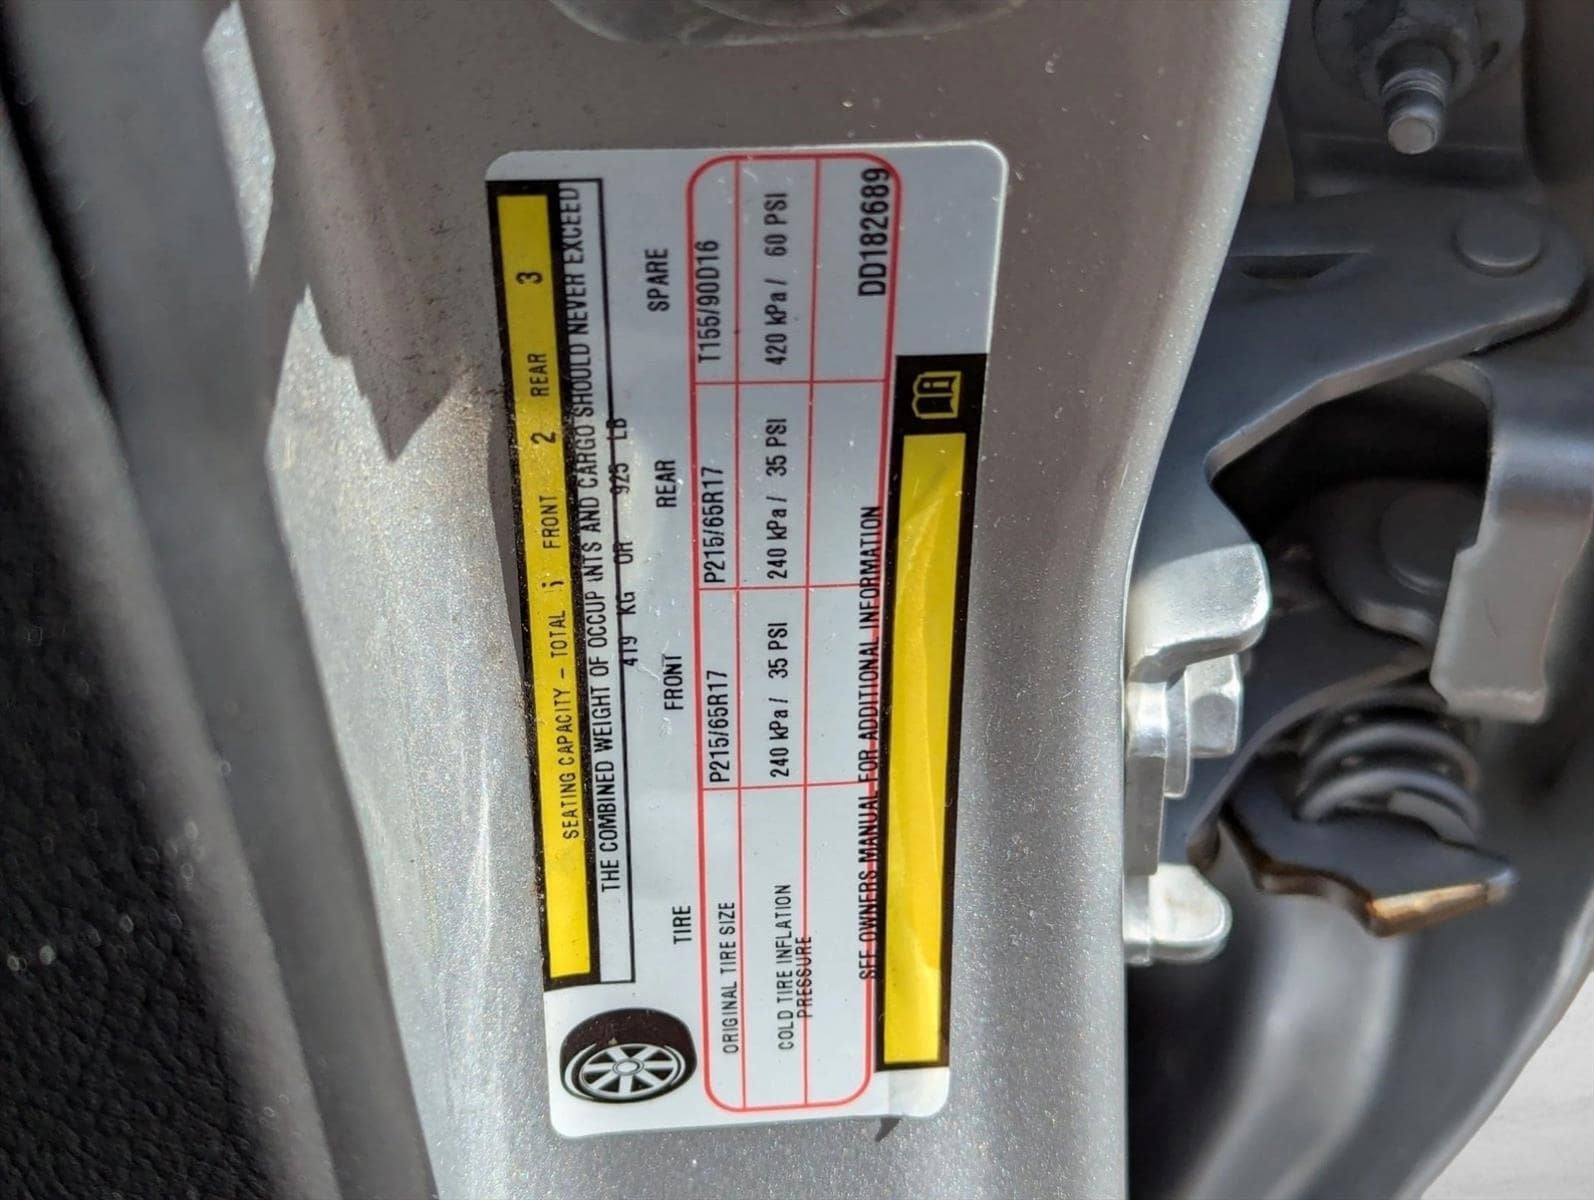 SEATING CAPACITY - TOTAL FRONT 2 REAR 3
THE COMBINED WEIGHT OF AND CARGO SHOULD NEVER EXCEED
419 KG OR 925 LB
TIRE FRONT REAR SPARE
ORIGINAL TIRE SIZE P215/65R17 P215/65R17 T155/90D16
COLD TIRE INFLATION PRESSURE 240 kPa / 35 PSI 240 kPa / 35 PSI 420 kPa / 60 PSI
SEE OWNERS MANUAL FOR ADDITIONAL INFORMATION
DD182689